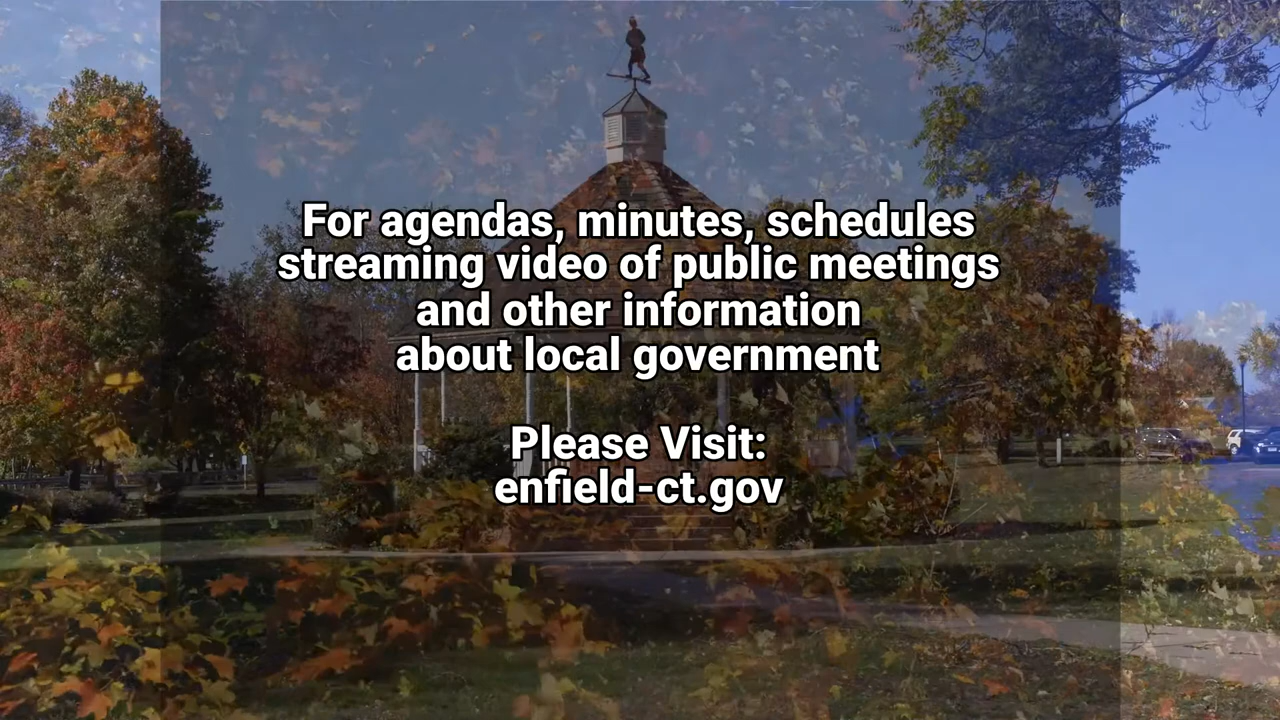 For agendas, minutes, schedules
streaming video of public meetings
and other information
about local government
Please Visit:
enfield-ct.gov